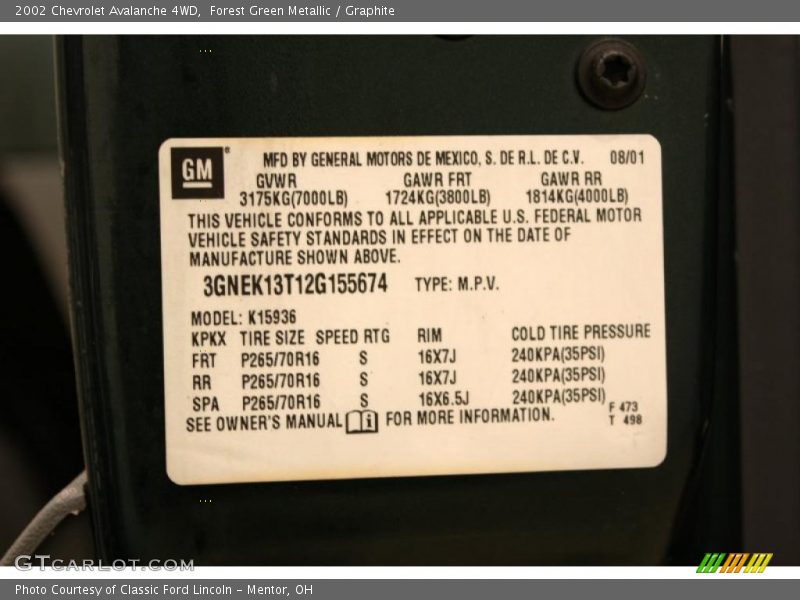 2002 Chevrolet Avalanche 4WD,  Forest Green Metallic / Graphite
GM
MFD BY GENERAL MOTORS DE MEXICO, S. DE R.L. DE C.V. 08/01
GVWR GAWR FRT GAWR RR
3175KG(7000LB) 1724KG(3800LB) 1814KG(4000LB)
THIS VEHICLE CONFORMS TO ALL APPLICABLE U.S. FEDERAL MOTOR
VEHICLE SAFETY STANDARDS IN EFFECT ON THE DATE OF
MANUFACTURE SHOWN ABOVE.
3GNEK13T12G155674 TYPE: M.P.V.
MODEL: K15936
KPKX TIRE SIZE SPEED RTG RIM COLD TIRE PRESSURE
FRT P265/70R16 S 16X7J 240KPA(35PSI)
RR P265/70R16 S 16X7J 240KPA(35PSI)
SPA P265/70R16 S 16X6.5J 240KPA(35PSI)
SEE OWNER'S MANUAL i FOR MORE INFORMATION.
F 473
T 498
GTCARLOT.COM
Photo Courtesy of Classic Ford Lincoln - Mentor, OH